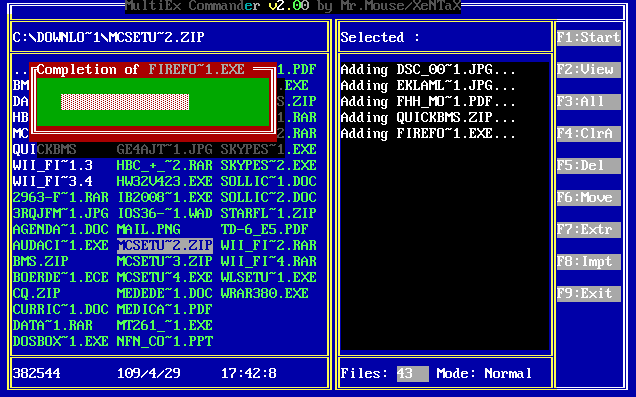 MultiEx Commander v2.00 by Mr.Mouse/XeNTaX
C:\DOWNLO~1\MCSETU~2.ZIP
Selected :
F1:Start
Completion of FIREFO~1.EXE
.. 1.PDF
Adding DSC_00~1.JPG...
F2:View
BM .EXE
Adding EKLAML~1.JPG...
DA S.ZIP
Adding FHH_MO~1.PDF...
F3:All
HB 1.RAR
Adding QUICKBMS.ZIP...
MC 1.EXE
Adding FIREFO~1.EXE...
F4:ClrA
QUICKBMS GE4AJT~1.JPG SKYPES~1.EXE
WII_FI~1.3 HBC_+_~2.RAR SKYPES~2.EXE
F5:Del
WII_FI~3.4 HW32V423.EXE SOLLIC~1.DOC
2963-F~1.RAR IB2008~1.EXE SOLLIC~2.DOC
F6:Move
3RQJFM~1.JPG IOS36-~1.WAD STARFL~1.ZIP
AGENDA~1.DOC MAIL.PNG TD-6_E5.PDF
F7:Extr
AUDACI~1.EXE MCSETU~2.ZIP WII_FI~2.RAR
BMS.ZIP MCSETU~3.ZIP WII_FI~4.RAR
F8:Impt
BOERDE~1.ECE MCSETU~4.EXE WLSETU~1.EXE
CQ.ZIP MEDEDE~1.DOC WRAR380.EXE
F9:Exit
CURRIC~1.DOC MEDICA~1.PDF
DATA~1.RAR MT261_~1.EXE
DOSBOX~1.EXE NFN_CO~1.PPT
382544 109/4/29 17:42:8
Files: 43 Mode: Normal